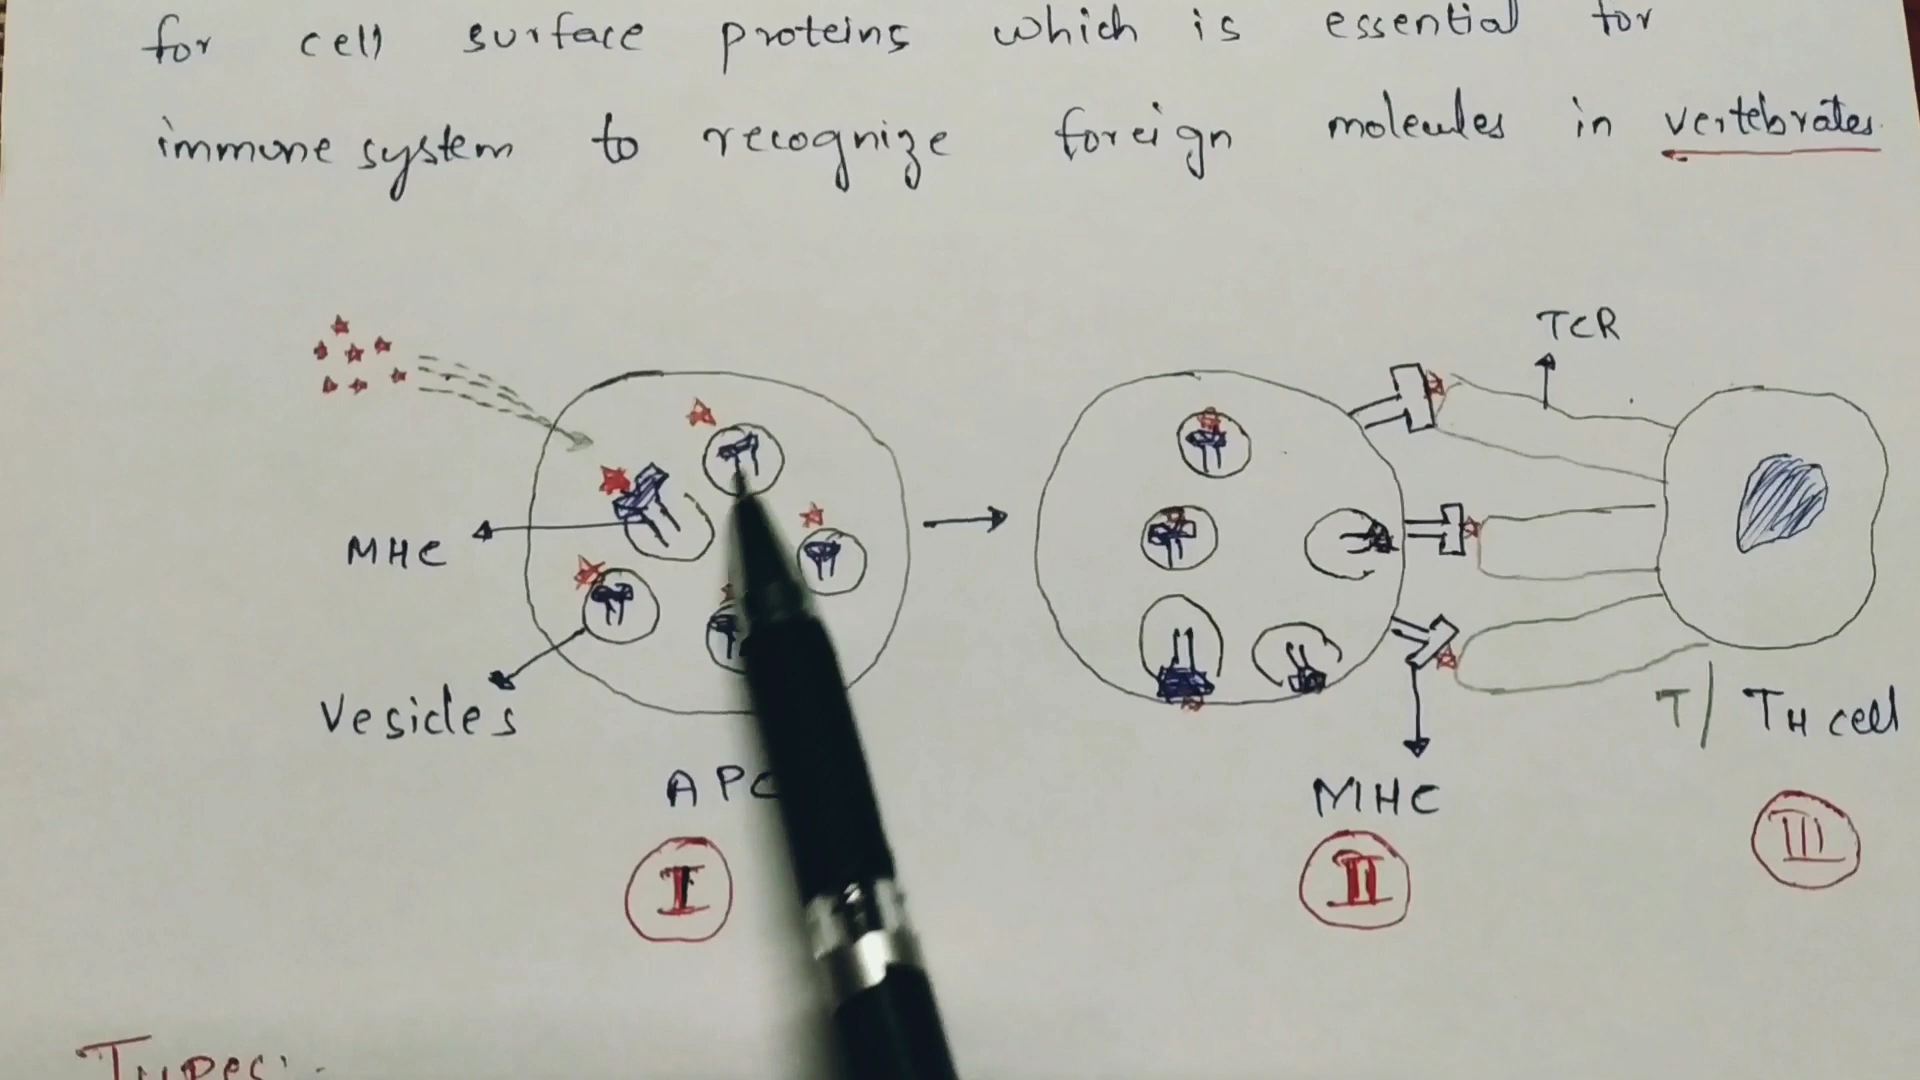 for cell surface proteins which is essential for
immune system to recognize foreign molecules in vertebrates.
TCR
MHC
Vesicles
T/ TH cell
APC
MHC
I
II
III
Types: